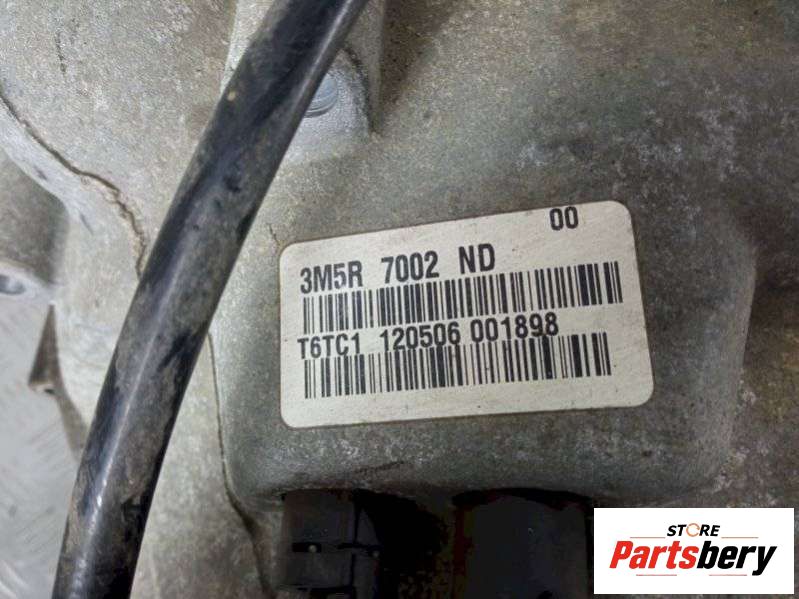 00
3M5R 7002 ND
T6TC1 120506 001898
STORE
Partsbery